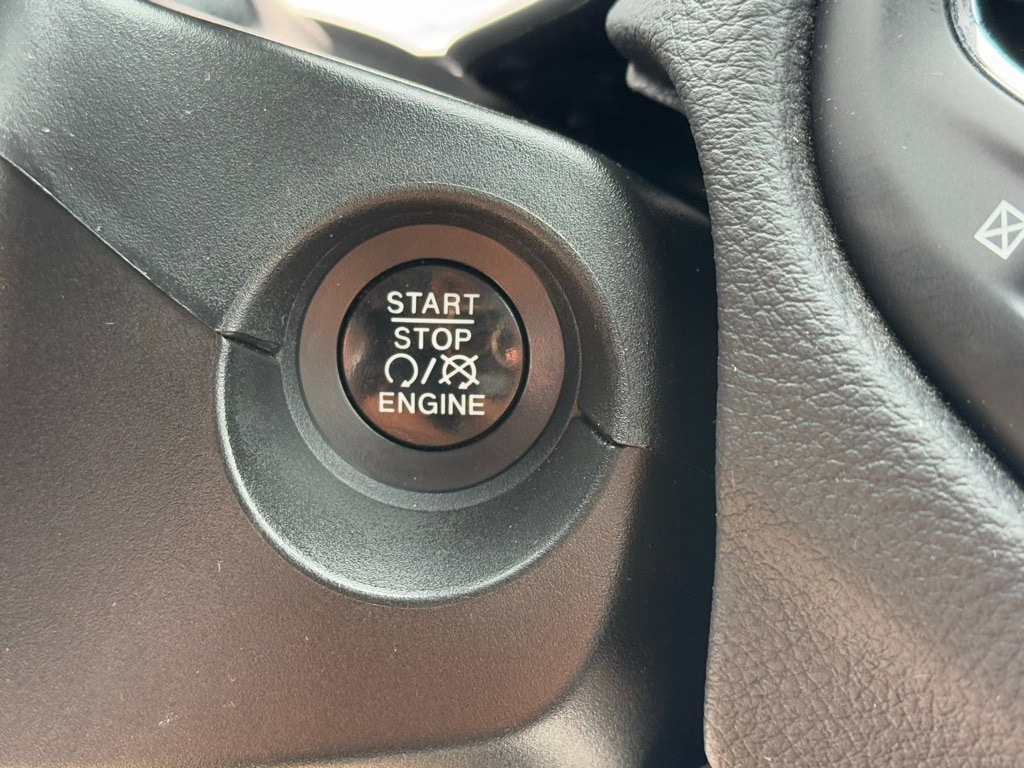 START
STOP
/
ENGINE